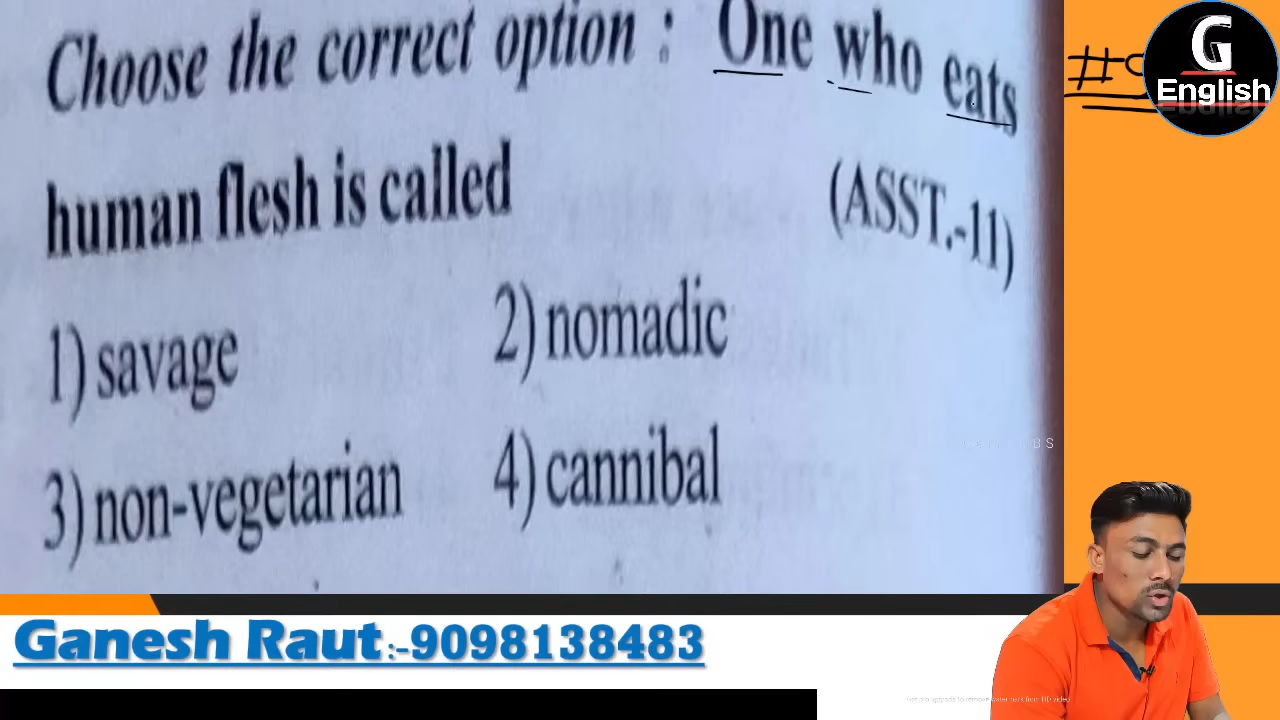 Choose the correct option : One who eats
human flesh is called
(ASST.-11)
1) savage
2) nomadic
3) non-vegetarian
4) cannibal
G
English
Ganesh Raut:-9098138483